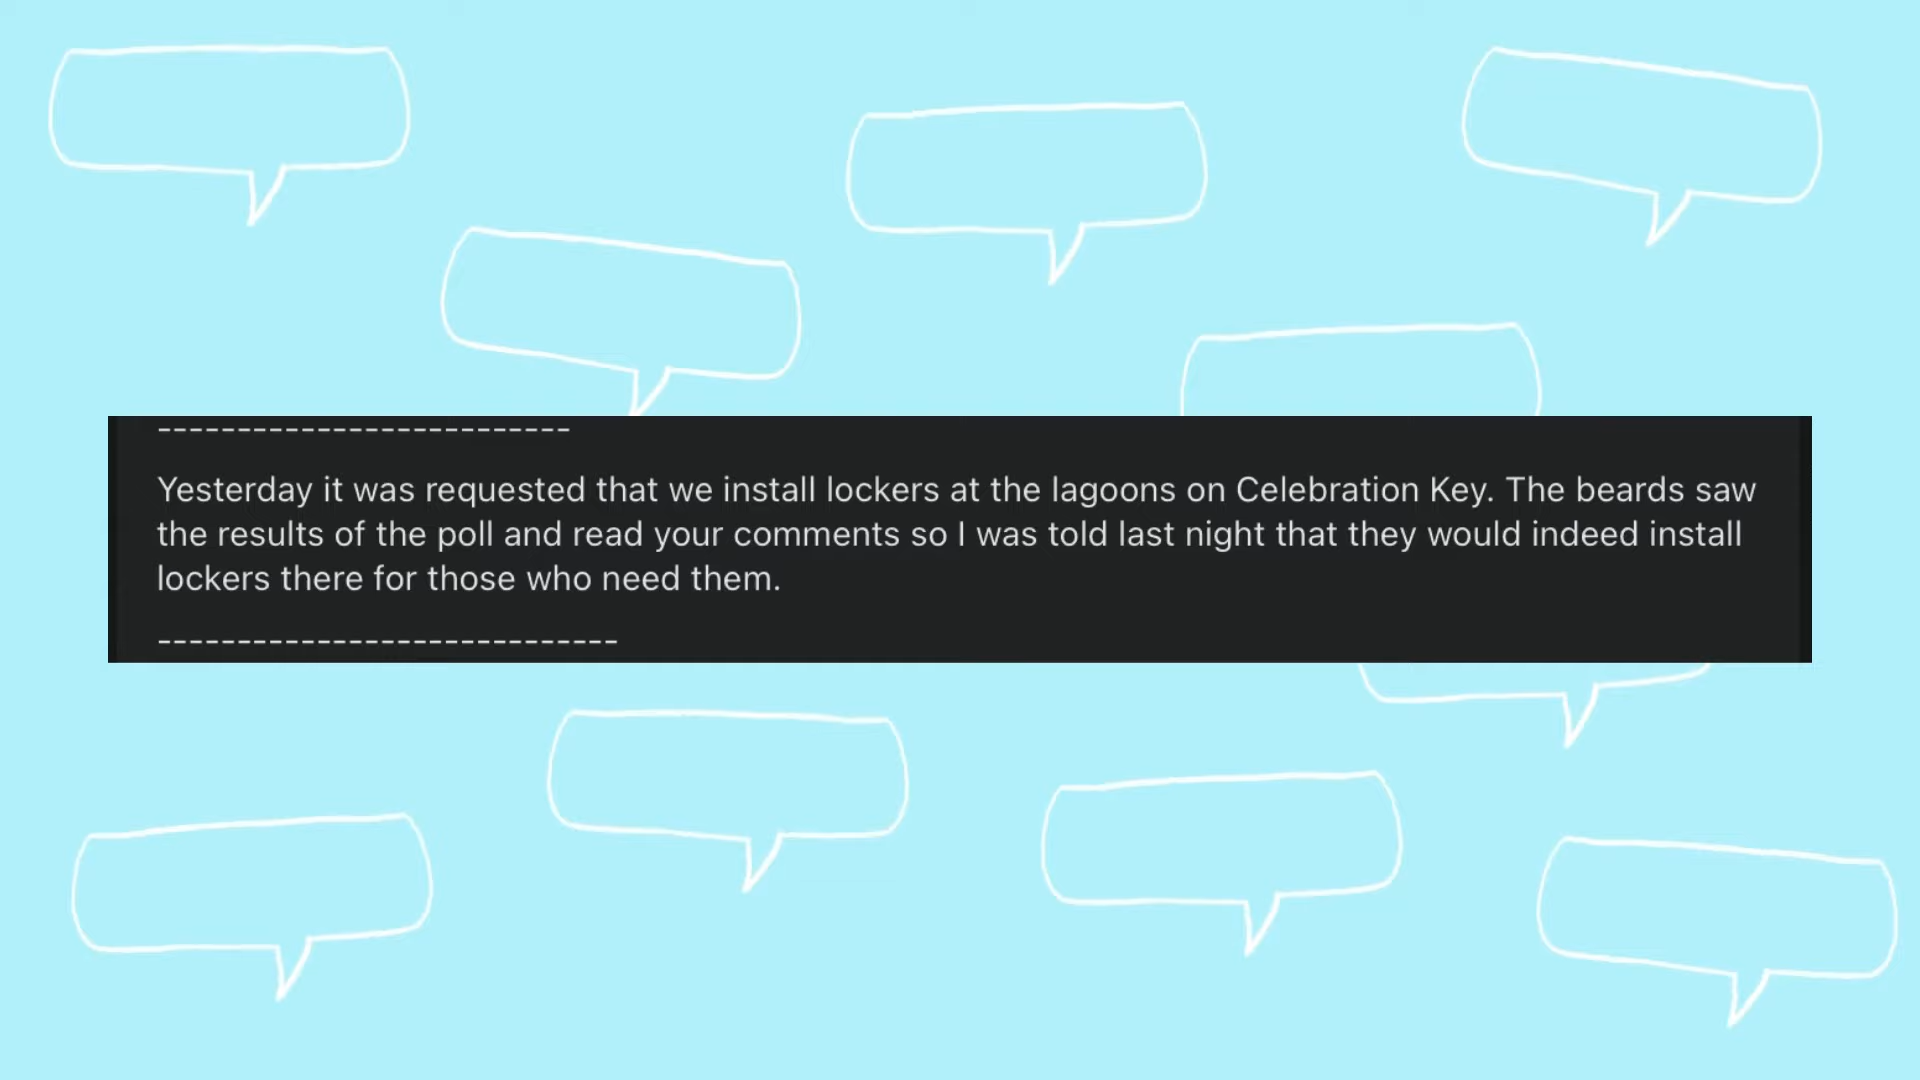 --------------------------
Yesterday it was requested that we install lockers at the lagoons on Celebration Key. The beards saw
the results of the poll and read your comments so I was told last night that they would indeed install
lockers there for those who need them.
-----------------------------